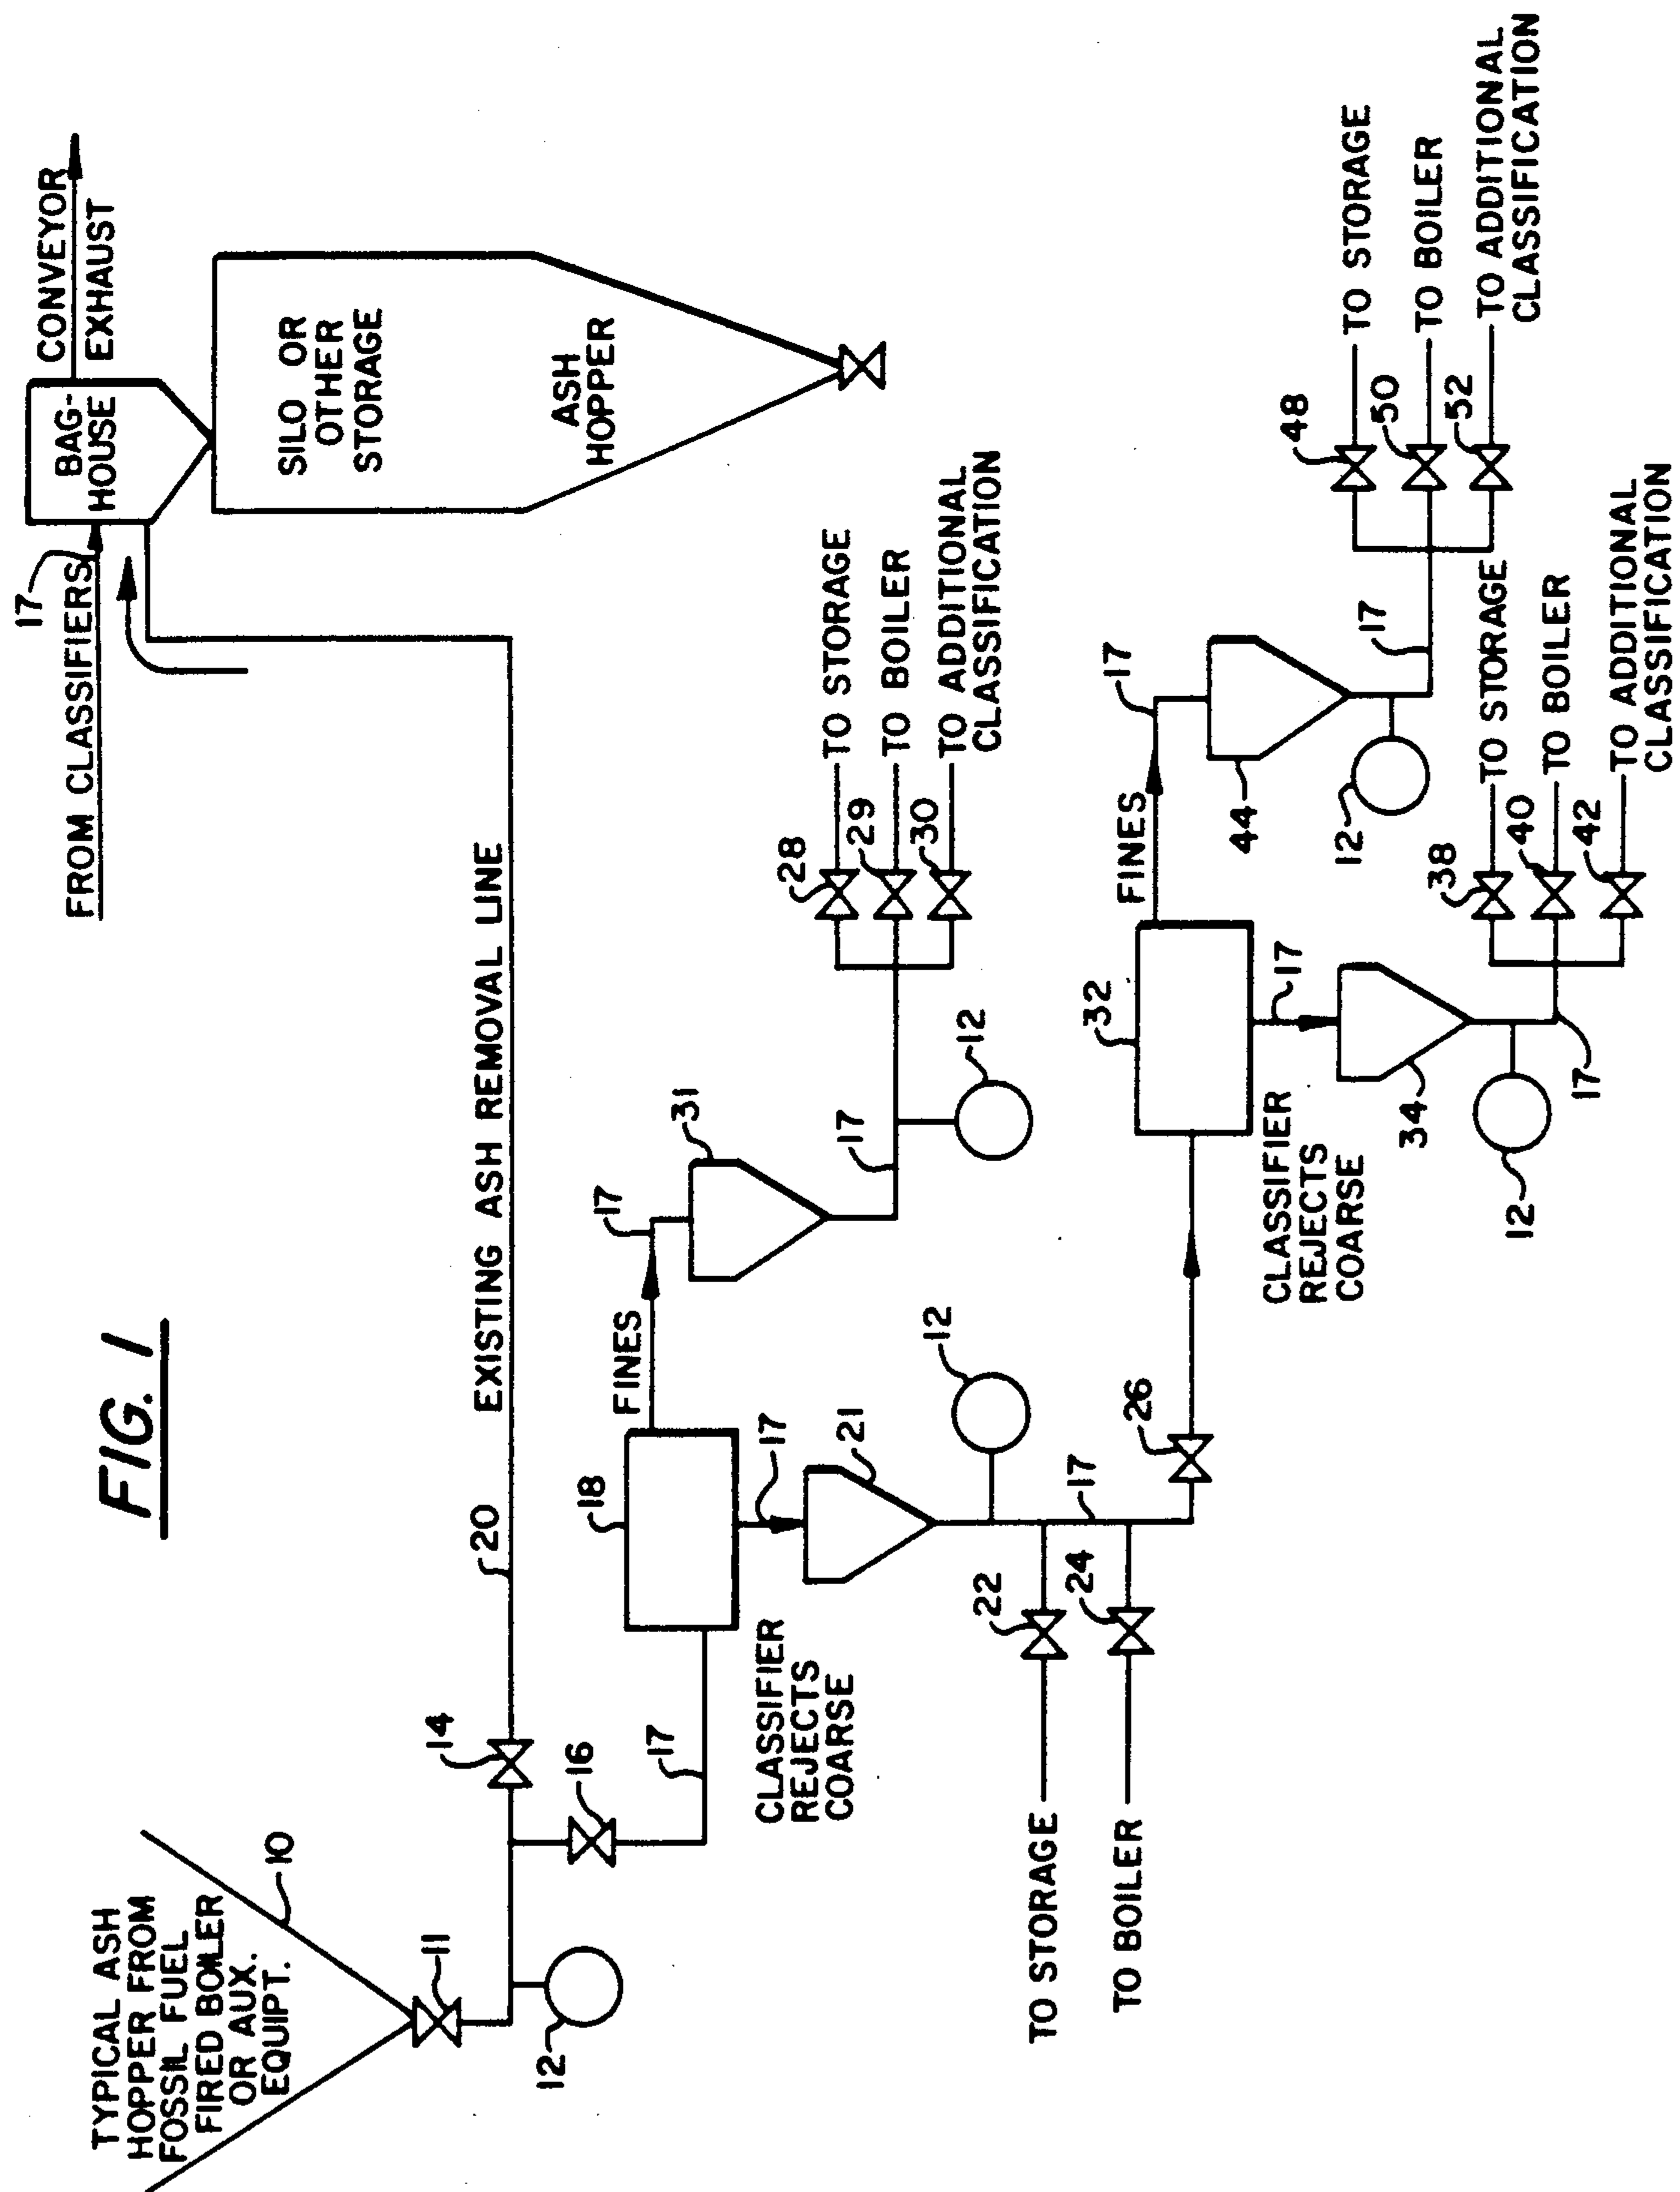 FIG. 1
TYPICAL ASH
HOPPER FROM
FOSSIL FUEL
FIRED BOILER
OR AUX.
EQUIPT.
10
11
12
14
16
17
20
EXISTING ASH REMOVAL LINE
FROM CLASSIFIERS
17
BAG-
HOUSE
CONVEYOR
EXHAUST
SILO OR
OTHER
STORAGE
ASH
HOPPER
18
FINES
17
31
17
12
28
29
30
TO STORAGE
TO BOILER
TO ADDITIONAL
CLASSIFICATION
CLASSIFIER
REJECTS
COARSE
17
21
12
22
24
17
26
TO STORAGE
TO BOILER
32
FINES
17
44
12
17
48
50
52
TO STORAGE
TO BOILER
TO ADDITIONAL
CLASSIFICATION
CLASSIFIER
REJECTS
COARSE
17
34
12
17
38
40
42
TO STORAGE
TO BOILER
TO ADDITIONAL
CLASSIFICATION